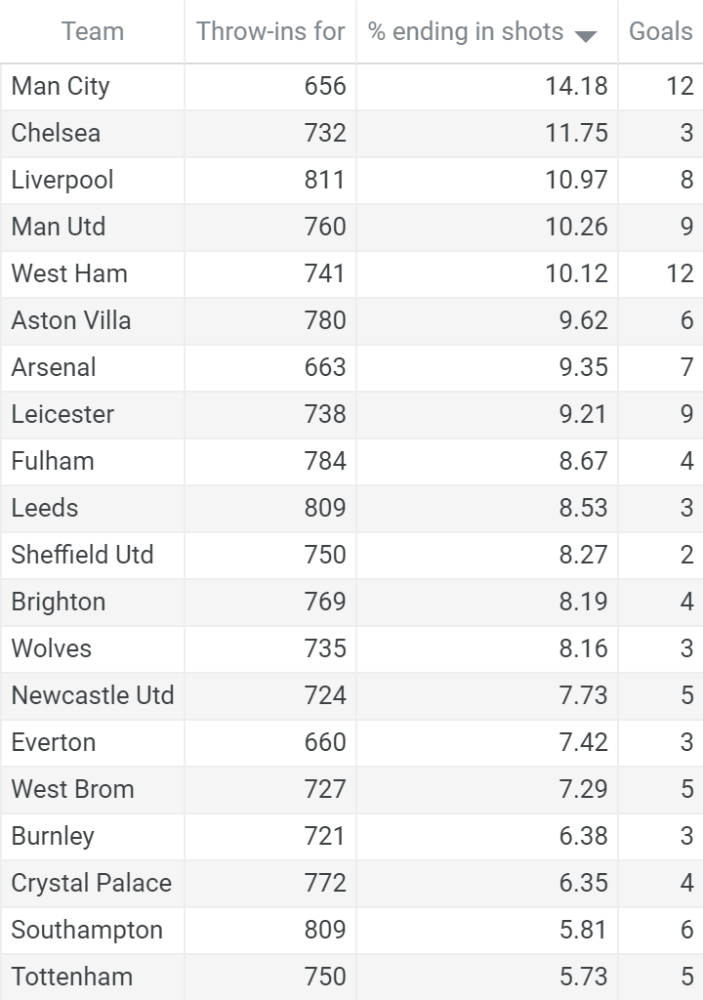 Team Throw-ins for % ending in shots Goals
Man City 656 14.18 12
Chelsea 732 11.75 3
Liverpool 811 10.97 8
Man Utd 760 10.26 9
West Ham 741 10.12 12
Aston Villa 780 9.62 6
Arsenal 663 9.35 7
Leicester 738 9.21 9
Fulham 784 8.67 4
Leeds 809 8.53 3
Sheffield Utd 750 8.27 2
Brighton 769 8.19 4
Wolves 735 8.16 3
Newcastle Utd 724 7.73 5
Everton 660 7.42 3
West Brom 727 7.29 5
Burnley 721 6.38 3
Crystal Palace 772 6.35 4
Southampton 809 5.81 6
Tottenham 750 5.73 5